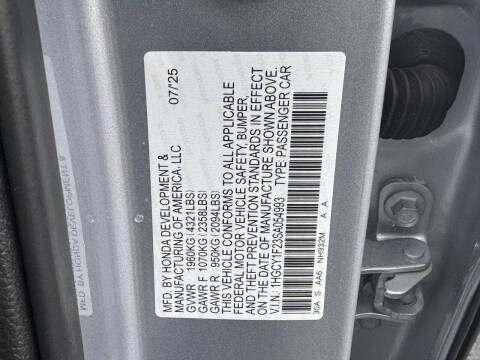 MFD. BY HONDA DEVELOPMENT & 07/25
MANUFACTURING OF AMERICA, LLC
GVWR 1960KG(4321LBS)
GAWR F 1070KG(2358LBS)
GAWR R 950KG(2094LBS)
THIS VEHICLE CONFORMS TO ALL APPLICABLE
FEDERAL MOTOR VEHICLE SAFETY, BUMPER,
AND THEFT PREVENTION STANDARDS IN EFFECT
ON THE DATE OF MANUFACTURE SHOWN ABOVE.
V.I.N: 1HGCY1F23SA054993 TYPE: PASSENGER CAR
30A S AA6 NH932M A A